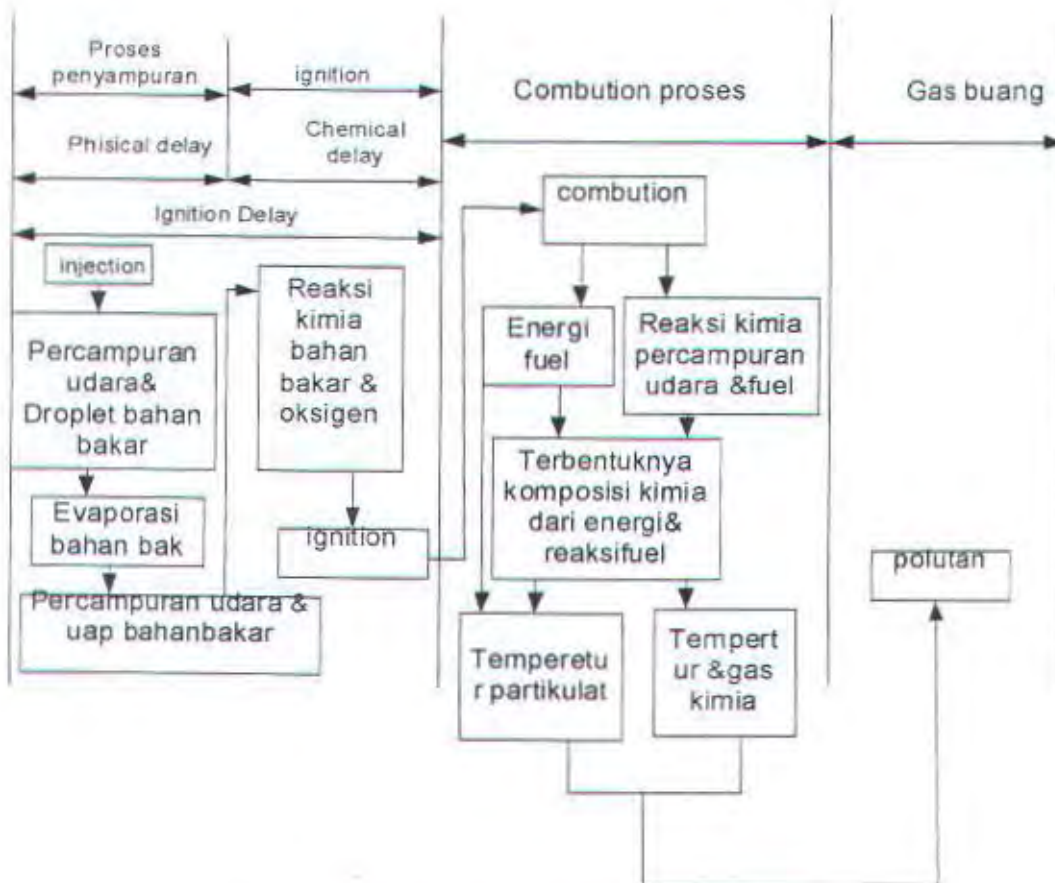 Proses
penyampuran
ignition
Combution proses
Gas buang
Phisical delay
Chemical
delay
Ignition Delay
injection
Percampuran
udara&
Droplet bahan
bakar
Evaporasi
bahan bak
Percampuran udara &
uap bahanbakar
Reaksi
kimia
bahan
bakar &
oksigen
ignition
combution
Energi
fuel
Reaksi kimia
percampuran
udara &fuel
Terbentuknya
komposisi kimia
dari energi&
reaksifuel
Temperetu
r partikulat
Tempert
ur &gas
kimia
polutan